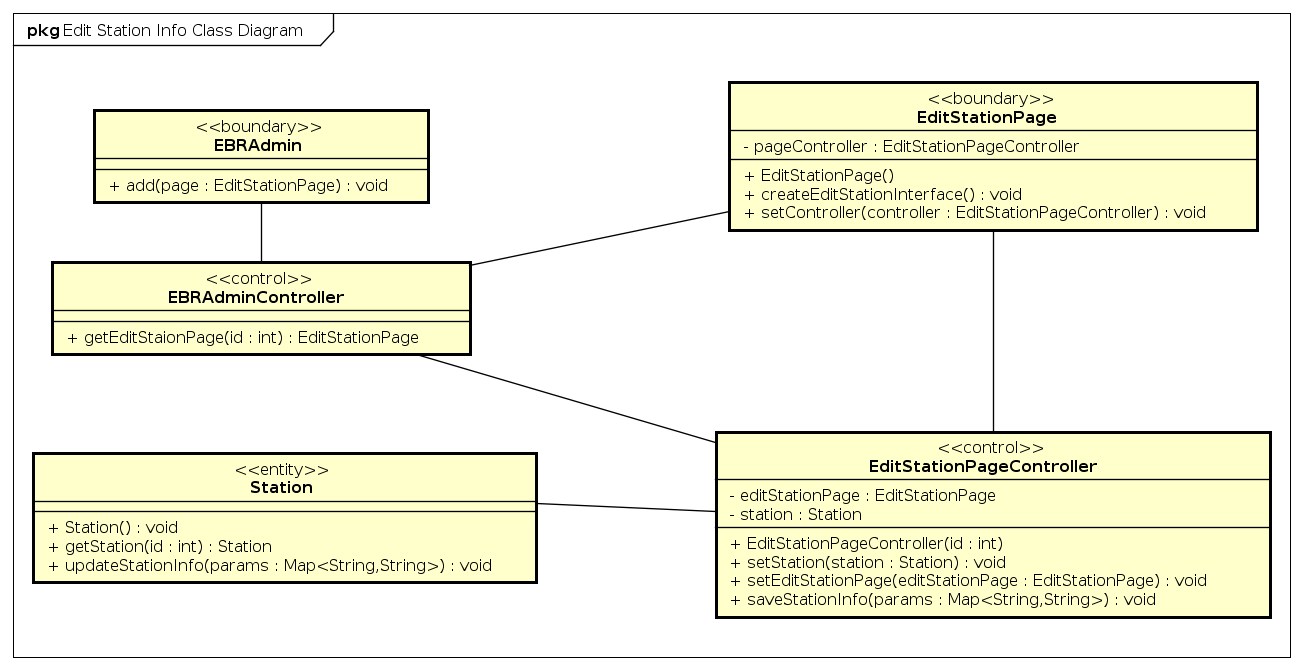 pkg Edit Station Info Class Diagram
<<boundary>>
EBRAdmin
+ add(page : EditStationPage) : void
<<boundary>>
EditStationPage
- pageController : EditStationPageController
+ EditStationPage()
+ createEditStationInterface() : void
+ setController(controller : EditStationPageController) : void
<<control>>
EBRAdminController
+ getEditStaionPage(id : int) : EditStationPage
<<entity>>
Station
+ Station() : void
+ getStation(id : int) : Station
+ updateStationInfo(params : Map<String,String>) : void
<<control>>
EditStationPageController
- editStationPage : EditStationPage
- station : Station
+ EditStationPageController(id : int)
+ setStation(station : Station) : void
+ setEditStationPage(editStationPage : EditStationPage) : void
+ saveStationInfo(params : Map<String,String>) : void